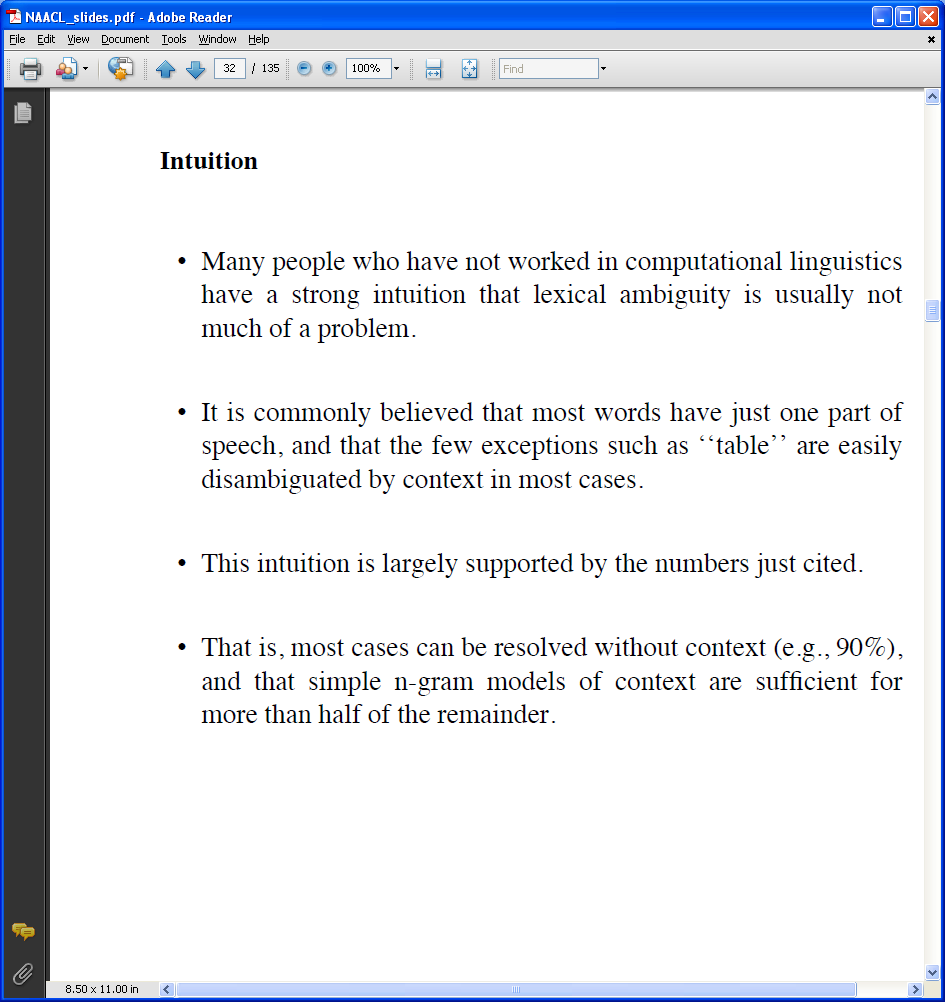 NAACL_slides.pdf - Adobe Reader
File Edit View Document Tools Window Help
32 / 135 100% Find
Intuition
• Many people who have not worked in computational linguistics
have a strong intuition that lexical ambiguity is usually not
much of a problem.
• It is commonly believed that most words have just one part of
speech, and that the few exceptions such as ‘‘table’’ are easily
disambiguated by context in most cases.
• This intuition is largely supported by the numbers just cited.
• That is, most cases can be resolved without context (e.g., 90%),
and that simple n-gram models of context are sufficient for
more than half of the remainder.
8.50 x 11.00 in